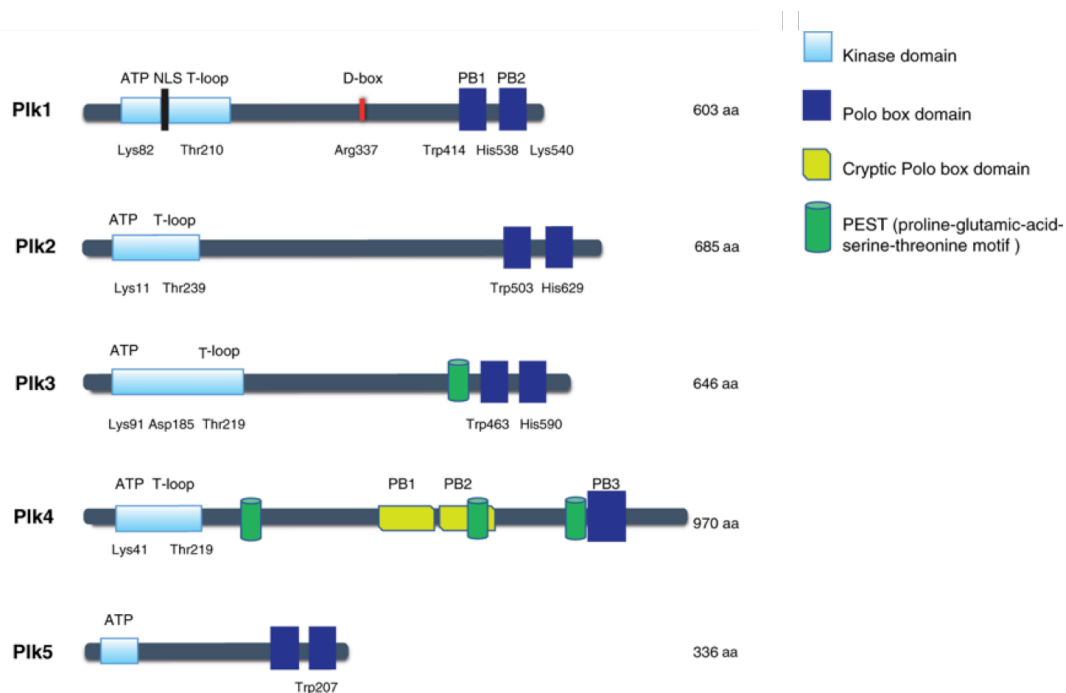 ATP NLS T-loop D-box PB1 PB2
Plk1 603 aa
Lys82 Thr210 Arg337 Trp414 His538 Lys540
ATP T-loop
Plk2 685 aa
Lys11 Thr239 Trp503 His629
ATP T-loop
Plk3 646 aa
Lys91 Asp185 Thr219 Trp463 His590
ATP T-loop PB1 PB2 PB3
Plk4 970 aa
Lys41 Thr219
ATP
Plk5 336 aa
Trp207
Kinase domain
Polo box domain
Cryptic Polo box domain
PEST (proline-glutamic-acid-
serine-threonine motif )